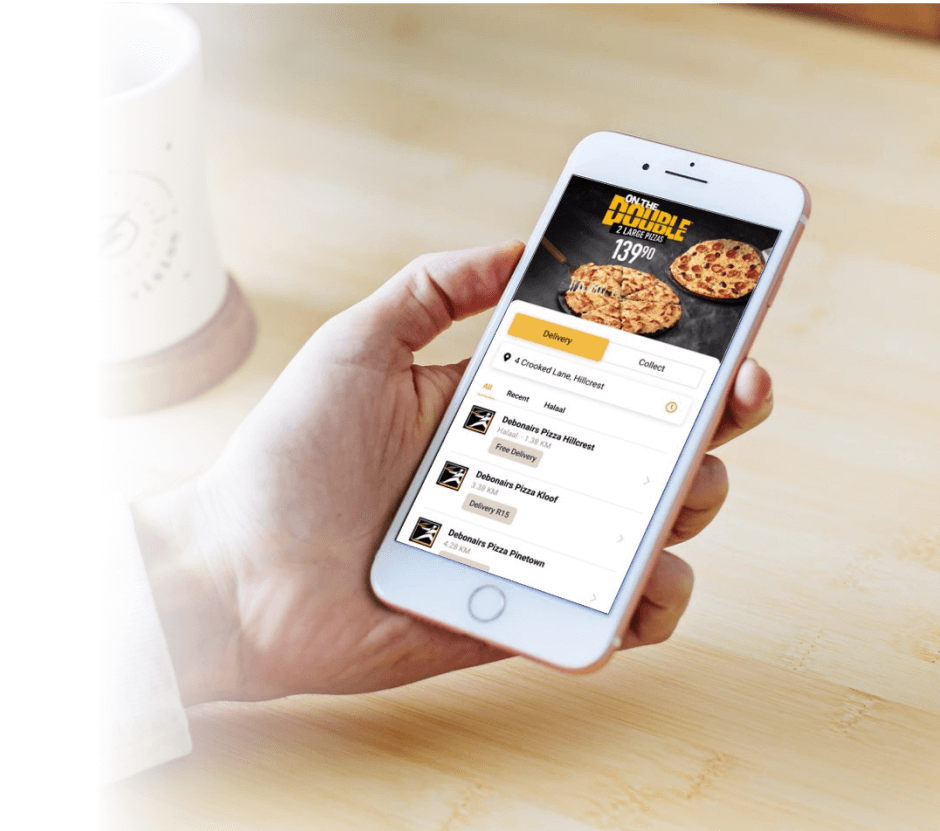 ON THE
DOUBLE
2 LARGE PIZZAS
139⁹⁰
Delivery
Collect
4 Crooked Lane, Hillcrest
All
Recent
Halaal
Debonairs Pizza Hillcrest
Halaal · 1.38 KM
Free Delivery
Debonairs Pizza Kloof
3.38 KM
Delivery R15
Debonairs Pizza Pinetown
4.28 KM